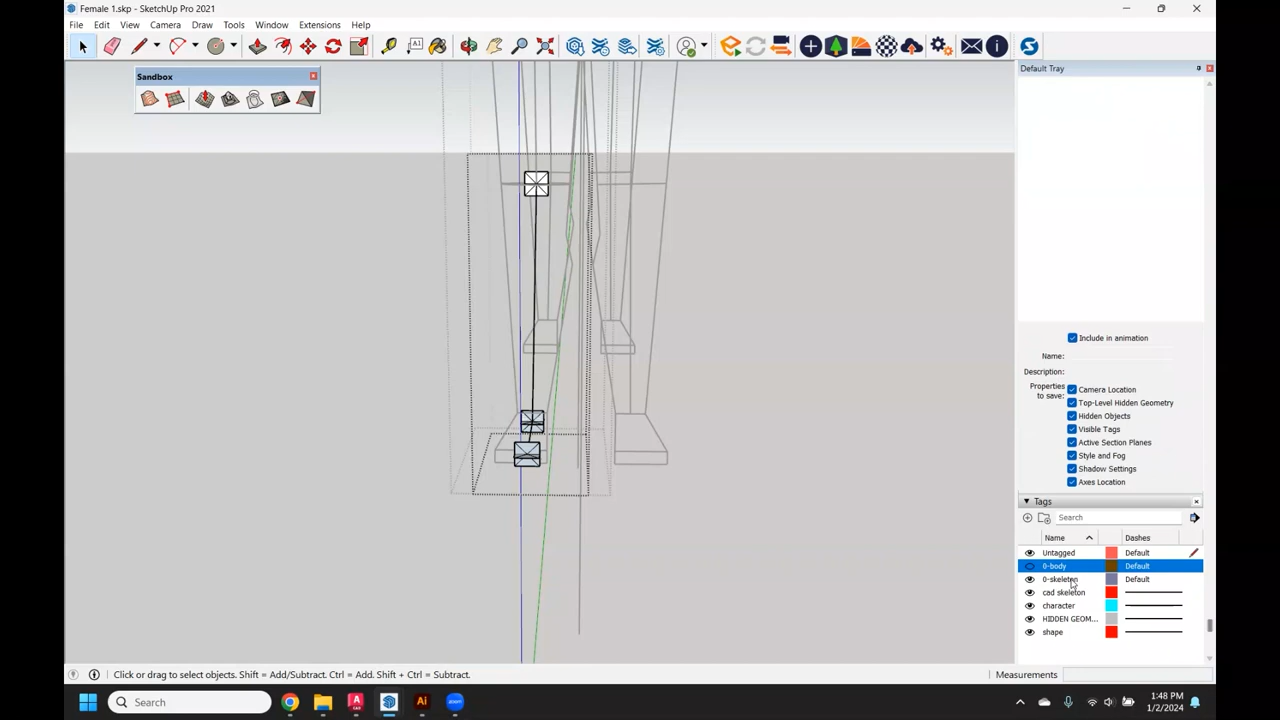 Female 1.skp - SketchUp Pro 2021
File Edit View Camera Draw Tools Window Extensions Help
A1
Sandbox
Default Tray
Include in animation
Name:
Description:
Properties to save:
Camera Location
Top-Level Hidden Geometry
Hidden Objects
Visible Tags
Active Section Planes
Style and Fog
Shadow Settings
Axes Location
Tags
Search
Name Dashes
Untagged Default
0-body Default
0-skeleton Default
cad skeleton
character
HIDDEN GEOM...
shape
Click or drag to select objects. Shift = Add/Subtract. Ctrl = Add. Shift + Ctrl = Subtract.
Measurements
Search
1:48 PM
1/2/2024